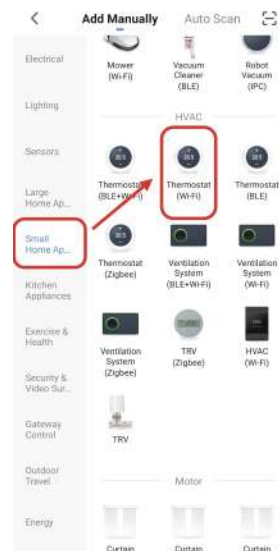 Add Manually Auto Scan
Electrical
Lighting
Sensors
Large
Home Ap...
Small
Home Ap...
Kitchen
Appliances
Exercise &
Health
Security &
Video Sur...
Gateway
Control
Outdoor
Travel
Energy
Mower
(Wi-Fi)
Vacuum
Cleaner
(BLE)
Robot
Vacuum
(IPC)
HVAC
Thermostat
(BLE+Wi-Fi)
Thermostat
(Wi-Fi)
Thermostat
(BLE)
Thermostat
(Zigbee)
Ventilation
System
(BLE+Wi-Fi)
Ventilation
System
(Wi-Fi)
Ventilation
System
(Zigbee)
TRV
(Zigbee)
HVAC
(Wi-Fi)
TRV
Motor
Curtain Curtain Curtain